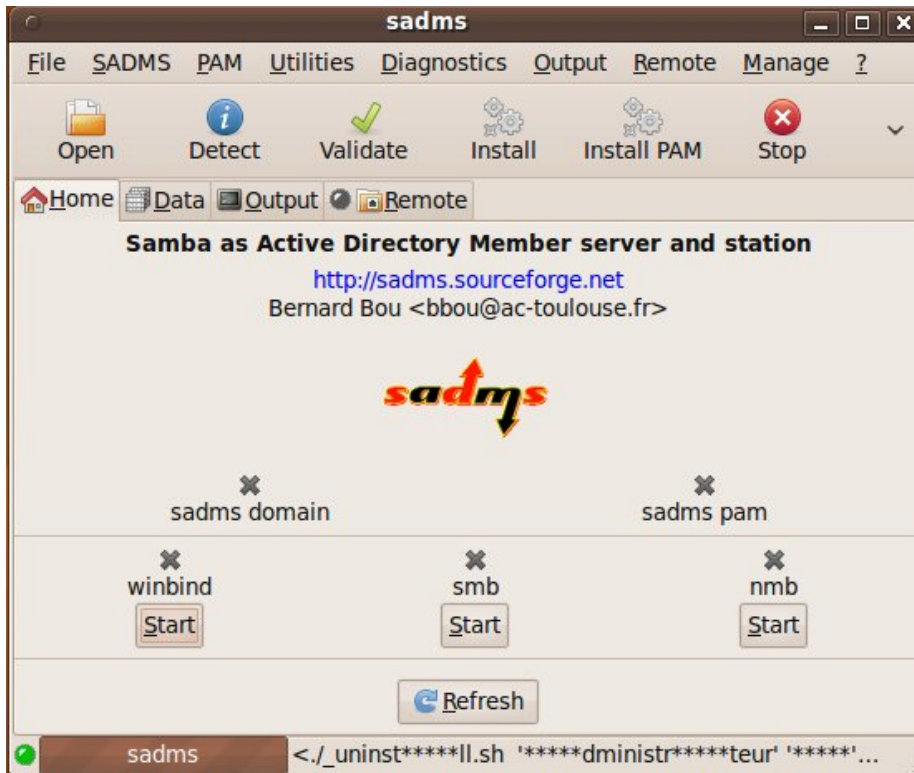 sadms
File SADMS PAM Utilities Diagnostics Output Remote Manage ?
Open Detect Validate Install Install PAM Stop
Home Data Output Remote
Samba as Active Directory Member server and station
http://sadms.sourceforge.net
Bernard Bou <bbou@ac-toulouse.fr>
sadms
sadms domain sadms pam
winbind smb nmb
Start Start Start
Refresh
sadms <./_uninst*****ll.sh '*****dministr*****teur' '*****'...